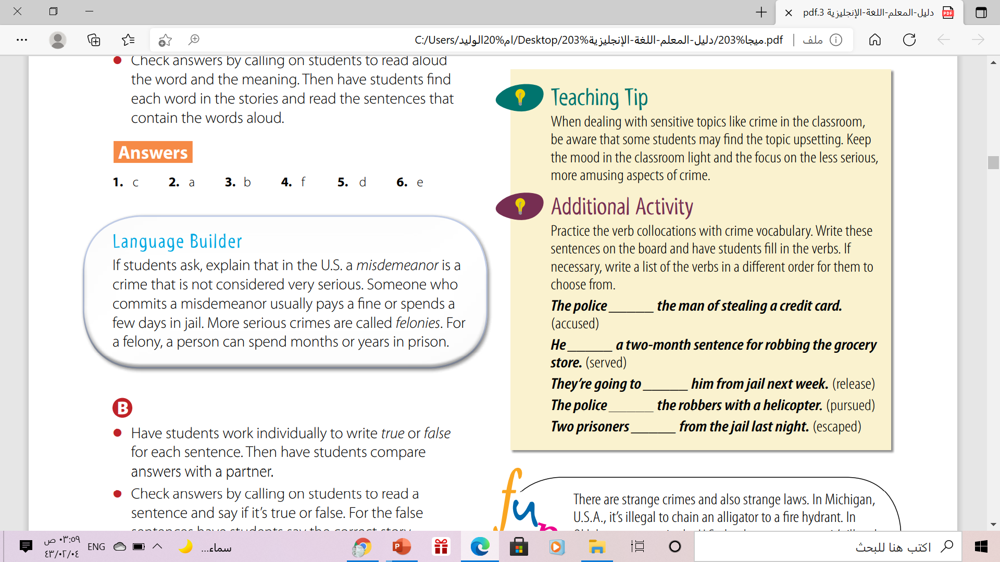 دليل-المعلم-اللغة-الإنجليزية 3.pdf
C:/Users/ام%20الوليد/Desktop/ميجا%203/دليل-المعلم-اللغة-الإنجليزية%203.pdf
ملف
Check answers by calling on students to read aloud
the word and the meaning. Then have students find
each word in the stories and read the sentences that
contain the words aloud.
Answers
1. c 2. a 3. b 4. f 5. d 6. e
Language Builder
If students ask, explain that in the U.S. a misdemeanor is a
crime that is not considered very serious. Someone who
commits a misdemeanor usually pays a fine or spends a
few days in jail. More serious crimes are called felonies. For
a felony, a person can spend months or years in prison.
B
Have students work individually to write true or false
for each sentence. Then have students compare
answers with a partner.
Check answers by calling on students to read a
sentence and say if it's true or false. For the false
sentences have students say the correct story
Teaching Tip
When dealing with sensitive topics like crime in the classroom,
be aware that some students may find the topic upsetting. Keep
the mood in the classroom light and the focus on the less serious,
more amusing aspects of crime.
Additional Activity
Practice the verb collocations with crime vocabulary. Write these
sentences on the board and have students fill in the verbs. If
necessary, write a list of the verbs in a different order for them to
choose from.
The police ______ the man of stealing a credit card.
(accused)
He ______ a two-month sentence for robbing the grocery
store. (served)
They're going to ______ him from jail next week. (release)
The police ______ the robbers with a helicopter. (pursued)
Two prisoners ______ from the jail last night. (escaped)
fun
There are strange crimes and also strange laws. In Michigan,
U.S.A., it's illegal to chain an alligator to a fire hydrant. In
٠٣:٥٩ ص
٤٣/٠٢/٠٤
ENG
سماء...
اكتب هنا للبحث